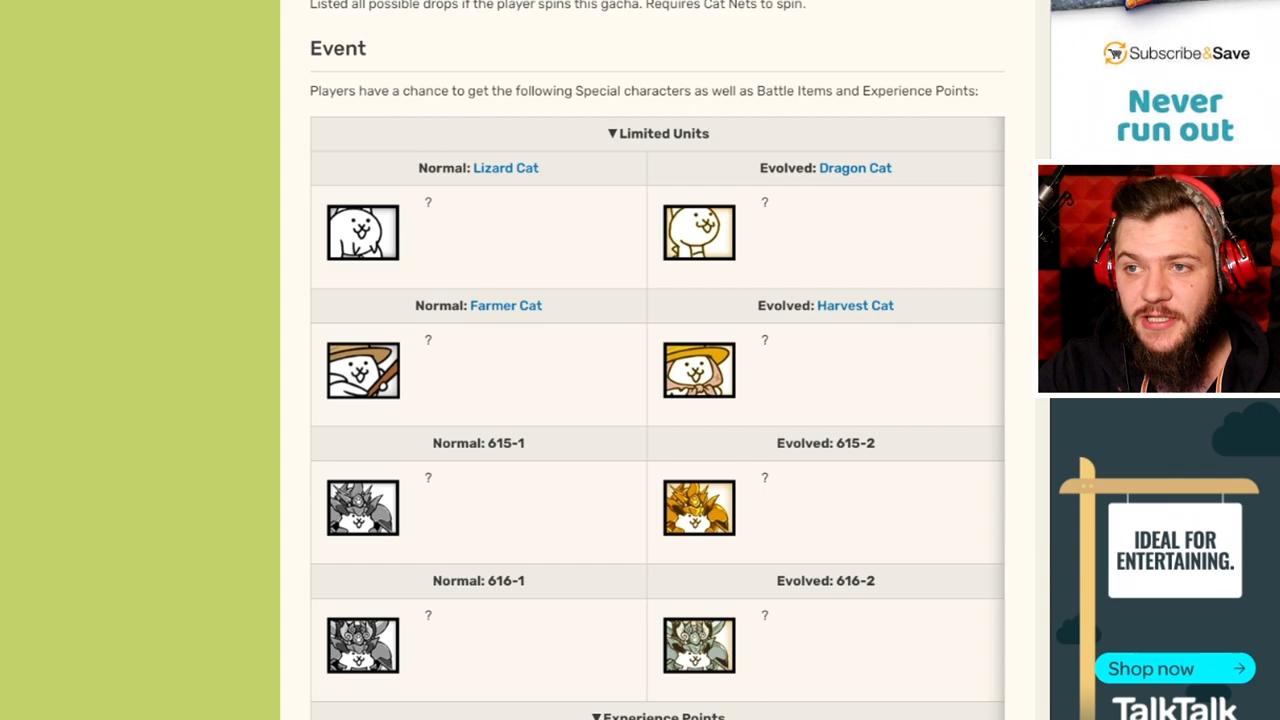 Listed all possible drops if the player spins this gacha. Requires Cat Nets to spin.
Event
Players have a chance to get the following Special characters as well as Battle Items and Experience Points:
▼Limited Units
Normal: Lizard Cat
Evolved: Dragon Cat
?
?
Normal: Farmer Cat
Evolved: Harvest Cat
?
?
Normal: 615-1
Evolved: 615-2
?
?
Normal: 616-1
Evolved: 616-2
?
?
▼Experience Points
Subscribe&Save
Never
run out
IDEAL FOR
ENTERTAINING.
Shop now →
TalkTalk